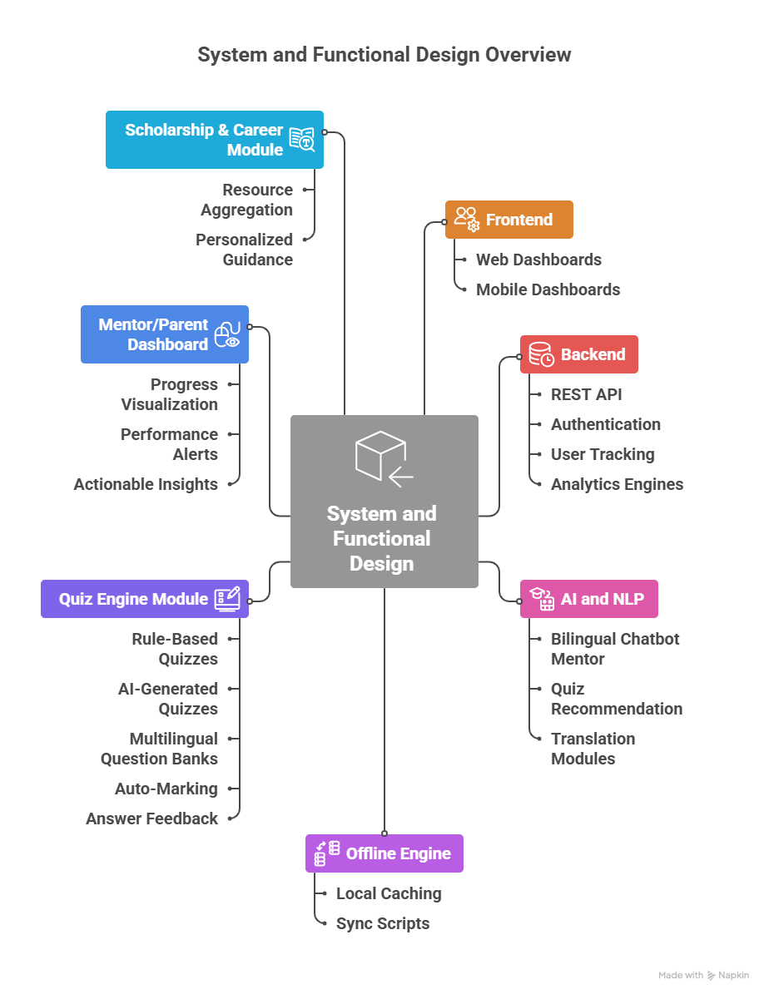 System and Functional Design Overview
Scholarship & Career
Module
Resource
Aggregation
Personalized
Guidance
Frontend
Web Dashboards
Mobile Dashboards
Mentor/Parent
Dashboard
Progress
Visualization
Performance
Alerts
Actionable Insights
Backend
REST API
Authentication
User Tracking
Analytics Engines
System and
Functional
Design
Quiz Engine Module
Rule-Based
Quizzes
AI-Generated
Quizzes
Multilingual
Question Banks
Auto-Marking
Answer Feedback
AI and NLP
Bilingual Chatbot
Mentor
Quiz
Recommendation
Translation
Modules
Offline Engine
Local Caching
Sync Scripts
Made with Napkin